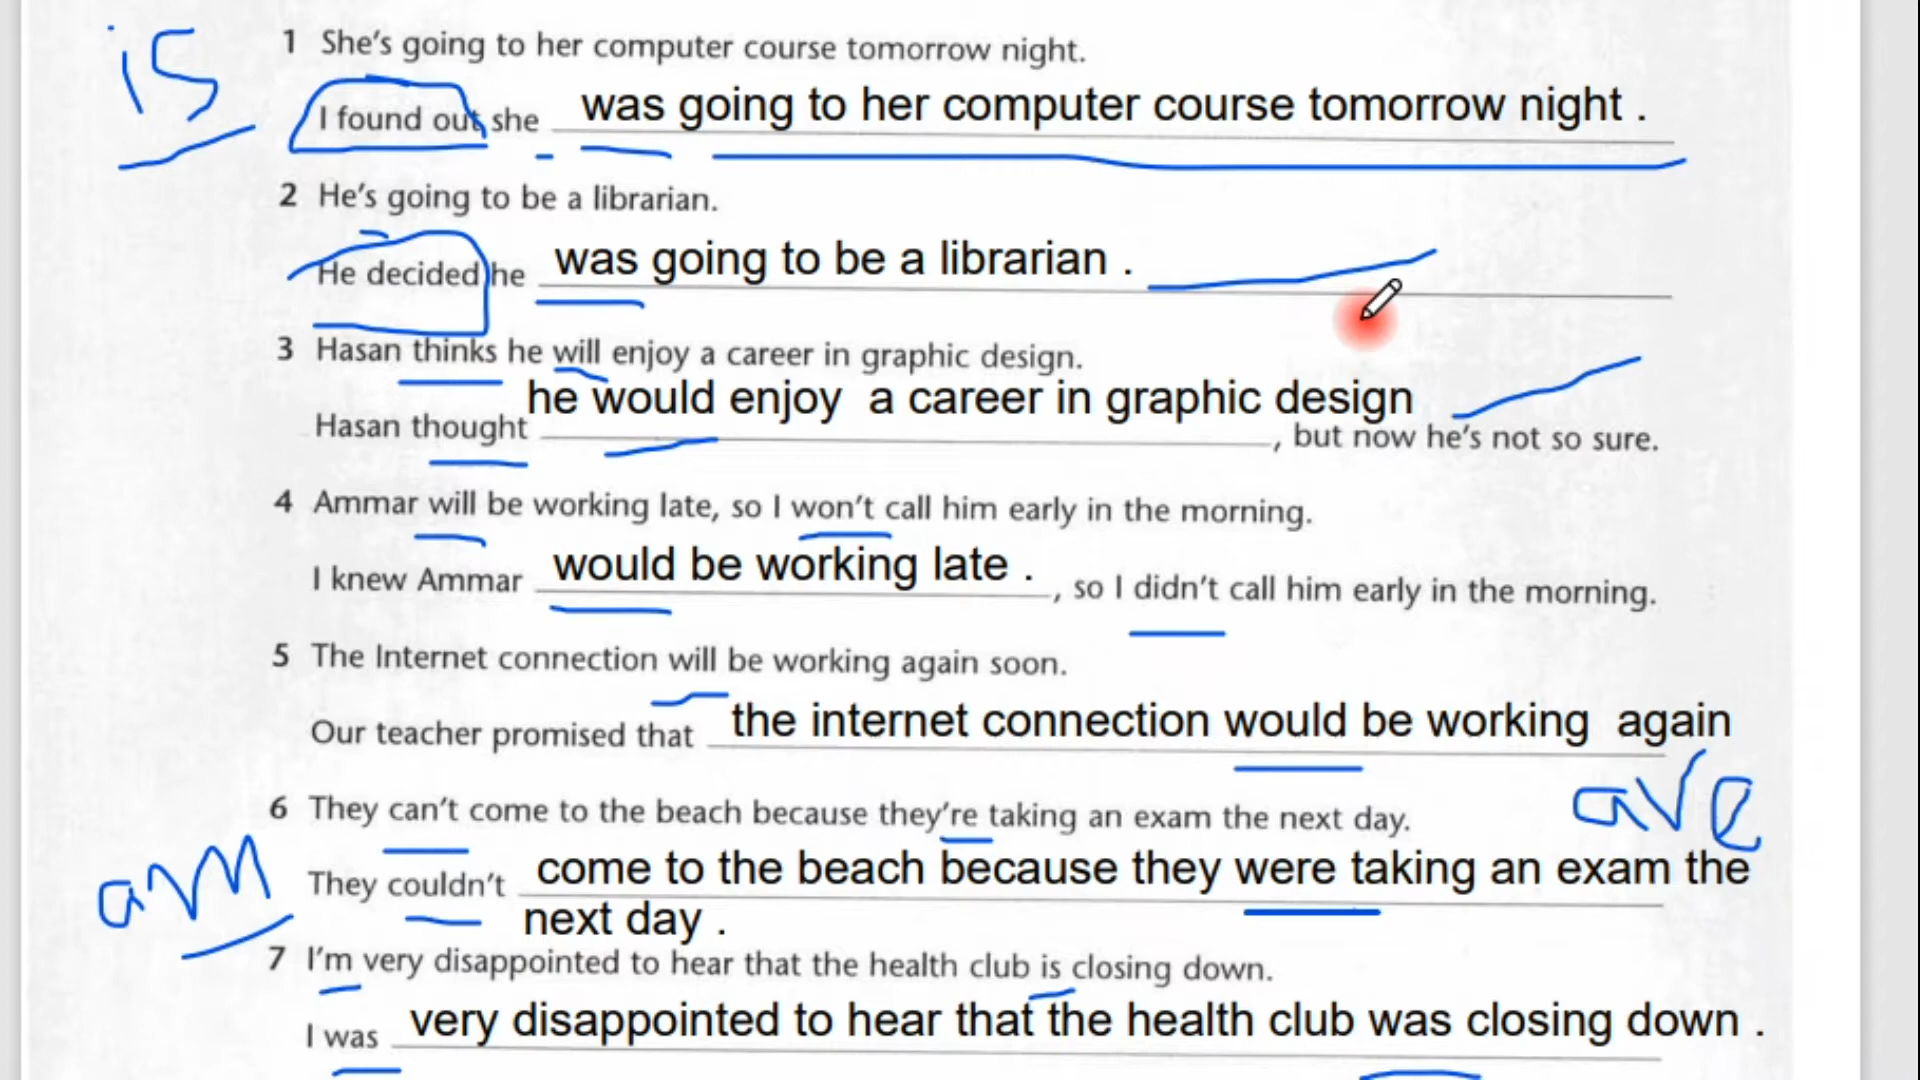 is
1 She's going to her computer course tomorrow night.
I found out she was going to her computer course tomorrow night .
2 He's going to be a librarian.
He decided he was going to be a librarian .
3 Hasan thinks he will enjoy a career in graphic design.
Hasan thought he would enjoy a career in graphic design , but now he's not so sure.
4 Ammar will be working late, so I won't call him early in the morning.
I knew Ammar would be working late . , so I didn't call him early in the morning.
5 The Internet connection will be working again soon.
Our teacher promised that the internet connection would be working again
are
6 They can't come to the beach because they're taking an exam the next day.
am
They couldn't come to the beach because they were taking an exam the
next day .
7 I'm very disappointed to hear that the health club is closing down.
I was very disappointed to hear that the health club was closing down .